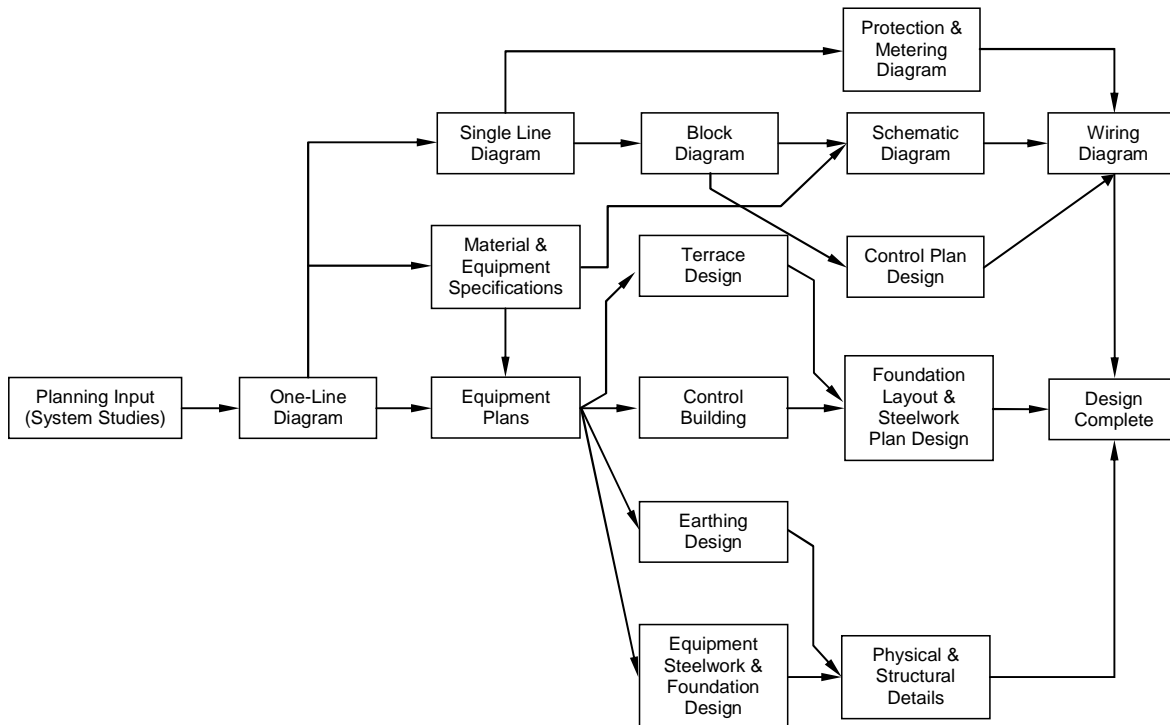 Protection &
Metering
Diagram
Single Line
Diagram
Block
Diagram
Schematic
Diagram
Wiring
Diagram
Material &
Equipment
Specifications
Terrace
Design
Control Plan
Design
Planning Input
(System Studies)
One-Line
Diagram
Equipment
Plans
Control
Building
Foundation
Layout &
Steelwork
Plan Design
Design
Complete
Earthing
Design
Equipment
Steelwork &
Foundation
Design
Physical &
Structural
Details